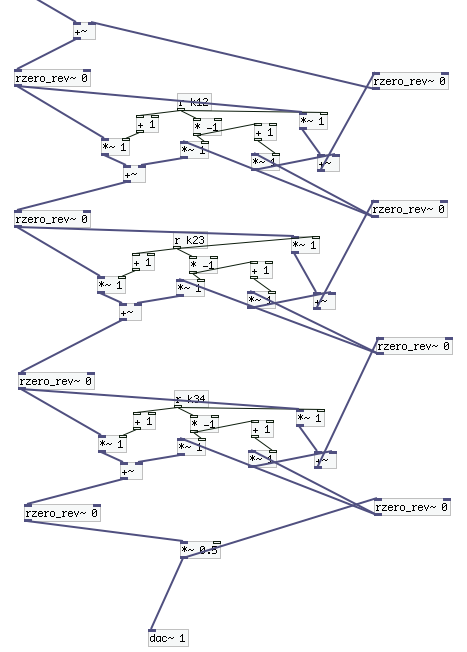 +~
rzero_rev~ 0
rzero_rev~ 0
r k12
+ 1
* -1
+ 1
*~ 1
*~ 1
*~ 1
*~ 1
+~
+~
rzero_rev~ 0
rzero_rev~ 0
r k23
*~ 1
+ 1
* -1
+ 1
*~ 1
*~ 1
*~ 1
+~
+~
rzero_rev~ 0
rzero_rev~ 0
r k34
+ 1
* -1
+ 1
*~ 1
*~ 1
*~ 1
*~ 1
+~
+~
rzero_rev~ 0
rzero_rev~ 0
*~ 0.5
dac~ 1